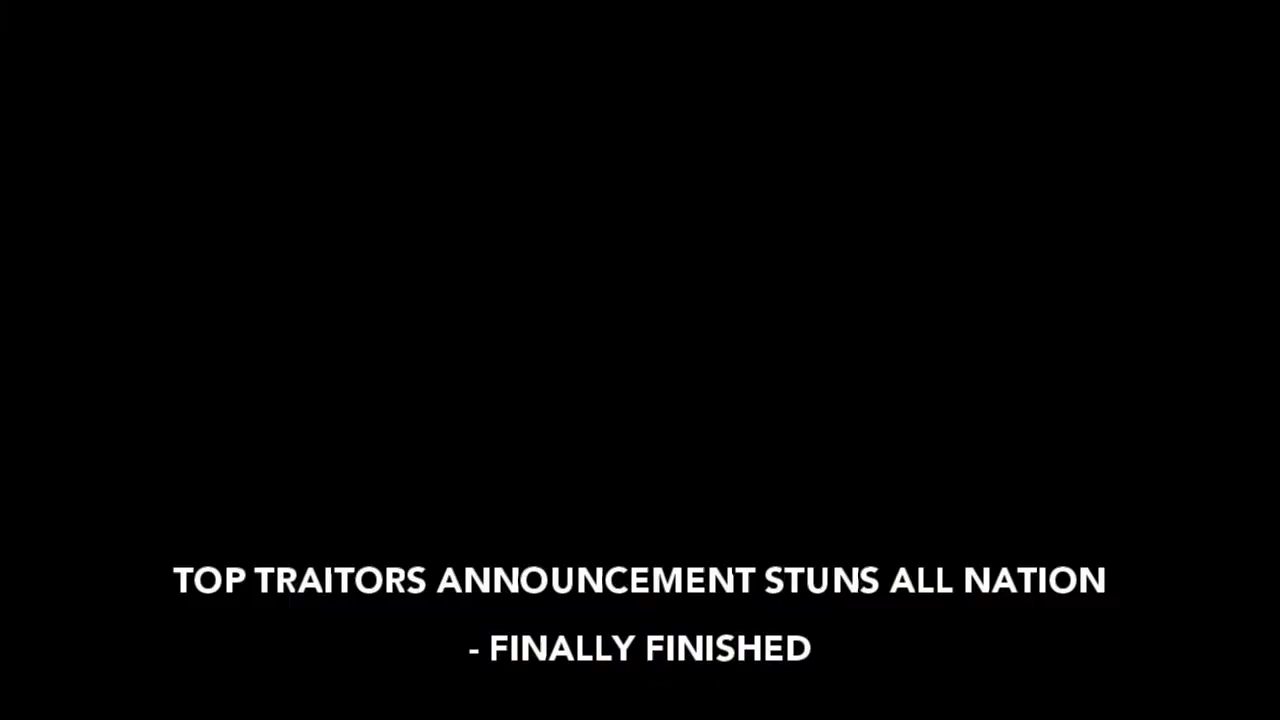 TOP TRAITORS ANNOUNCEMENT STUNS ALL NATION
- FINALLY FINISHED